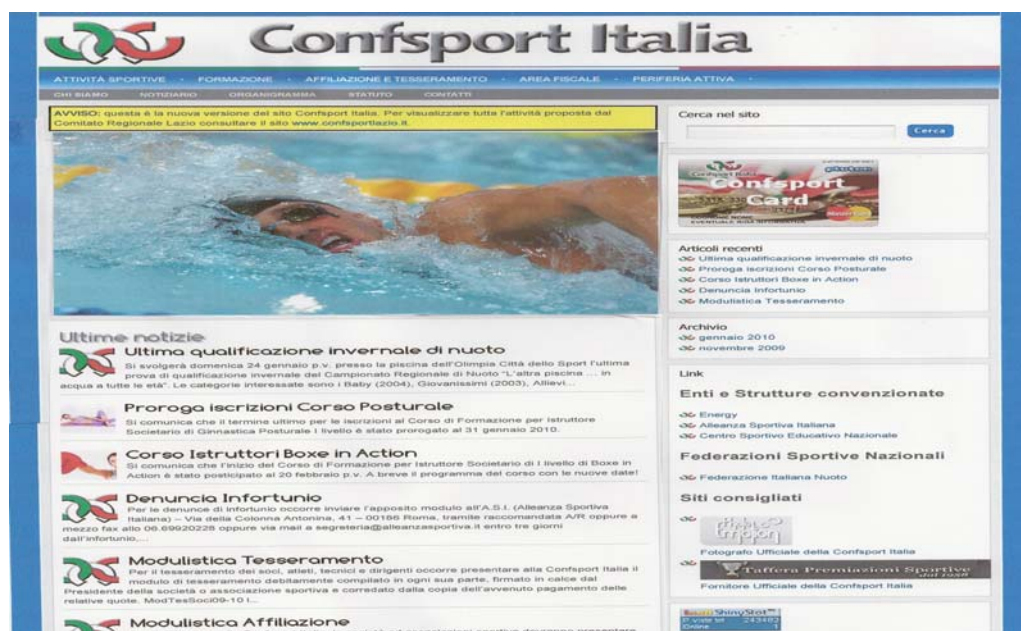 Confsport Italia
ATTIVITÀ SPORTIVE - FORMAZIONE - AFFILIAZIONE E TESSERAMENTO - AREA FISCALE - PERIFERIA ATTIVA -
CHI SIAMO NOTIZIARIO ORGANIGRAMMA STATUTO CONTATTI
AVVISO: questa è la nuova versione del sito Confsport Italia. Per visualizzare tutta l'attività proposta dal
Comitato Regionale Lazio consultare il sito www.confsportlazio.it.
Ultime notizie
Ultima qualificazione invernale di nuoto
Si svolgerà domenica 24 gennaio p.v. presso la piscina dell'Olimpia Città dello Sport l'ultima
prova di qualificazione invernale del Campionato Regionale di Nuoto "L'altra piscina ... in
acqua a tutte le età". Le categorie interessate sono i Baby (2004), Giovanissimi (2003), Allievi...
Proroga iscrizioni Corso Posturale
Si comunica che il termine ultimo per le iscrizioni al Corso di Formazione per Istruttore
Societario di Ginnastica Posturale I livello è stato prorogato al 31 gennaio 2010.
Corso Istruttori Boxe in Action
Si comunica che l'inizio del Corso di Formazione per Istruttore Societario di I livello di Boxe in
Action è stato posticipato al 20 febbraio p.v. A breve il programma del corso con le nuove date!
Denuncia Infortunio
Per le denunce di infortunio occorre inviare l'apposito modulo all'A.S.I. (Alleanza Sportiva
Italiana) – Via della Colonna Antonina, 41 – 00186 Roma, tramite raccomandata A/R oppure a
mezzo fax allo 06.69920228 oppure via mail a segreteria@alleanzasportiva.it entro tre giorni
dall'infortunio,...
Modulistica Tesseramento
Per il tesseramento dei soci, atleti, tecnici e dirigenti occorre presentare alla Confsport Italia il
modulo di tesseramento debitamente compilato in ogni sua parte, firmato in calce dal
Presidente della società o associazione sportiva e corredato dalla copia dell'avvenuto pagamento delle
relative quote. ModTesSoci09-10 I...
Modulistica Affiliazione
Cerca nel sito
Cerca
Confsport Italia
Confsport
Card
COGNOME NOME
EVENTUALE RIGA INFORMATIVA
MasterCard
Articoli recenti
Ultima qualificazione invernale di nuoto
Proroga iscrizioni Corso Posturale
Corso Istruttori Boxe in Action
Denuncia Infortunio
Modulistica Tesseramento
Archivio
gennaio 2010
novembre 2009
Link
Enti e Strutture convenzionate
Energy
Alleanza Sportiva Italiana
Centro Sportivo Educativo Nazionale
Federazioni Sportive Nazionali
Federazione Italiana Nuoto
Siti consigliati
Fotografo Ufficiale della Confsport Italia
Taffera Premiazioni Sportive
Fornitore Ufficiale della Confsport Italia
ShinyStat™
Online 1